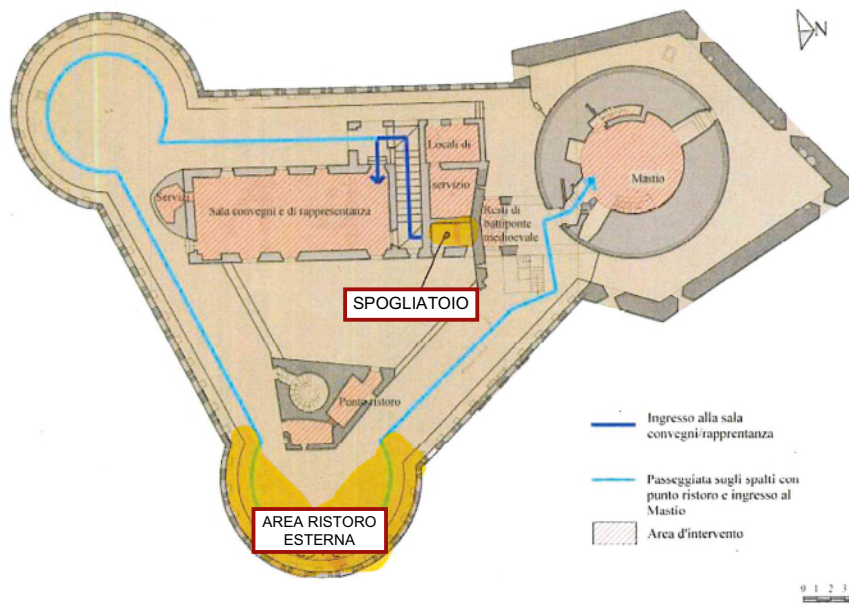 N
Locali di
servizio
Mastio
Servizi
Sala convegni e di rappresentanza
Resti di
battiponte
medioevale
SPOGLIATOIO
Punto ristoro
AREA RISTORO
ESTERNA
Ingresso alla sala
convegni/rapprentanza
Passeggiata sugli spalti con
punto ristoro e ingresso al
Mastio
Area d'intervento
0 1 2 3